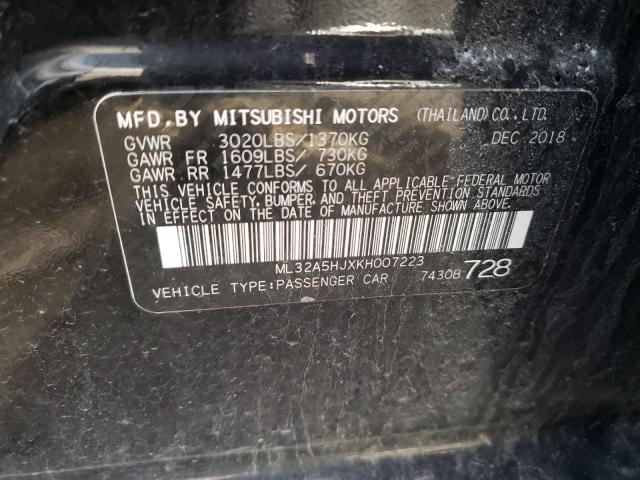 MFD. BY MITSUBISHI MOTORS (THAILAND) CO., LTD.
GVWR 3020LBS/1370KG DEC 2018
GAWR FR 1609LBS/ 730KG
GAWR RR 1477LBS/ 670KG
THIS VEHICLE CONFORMS TO ALL APPLICABLE FEDERAL MOTOR
VEHICLE SAFETY, BUMPER, AND THEFT PREVENTION STANDARDS
IN EFFECT ON THE DATE OF MANUFACTURE SHOWN ABOVE.
ML32A5HJXKH007223
VEHICLE TYPE:PASSENGER CAR 7430B 728